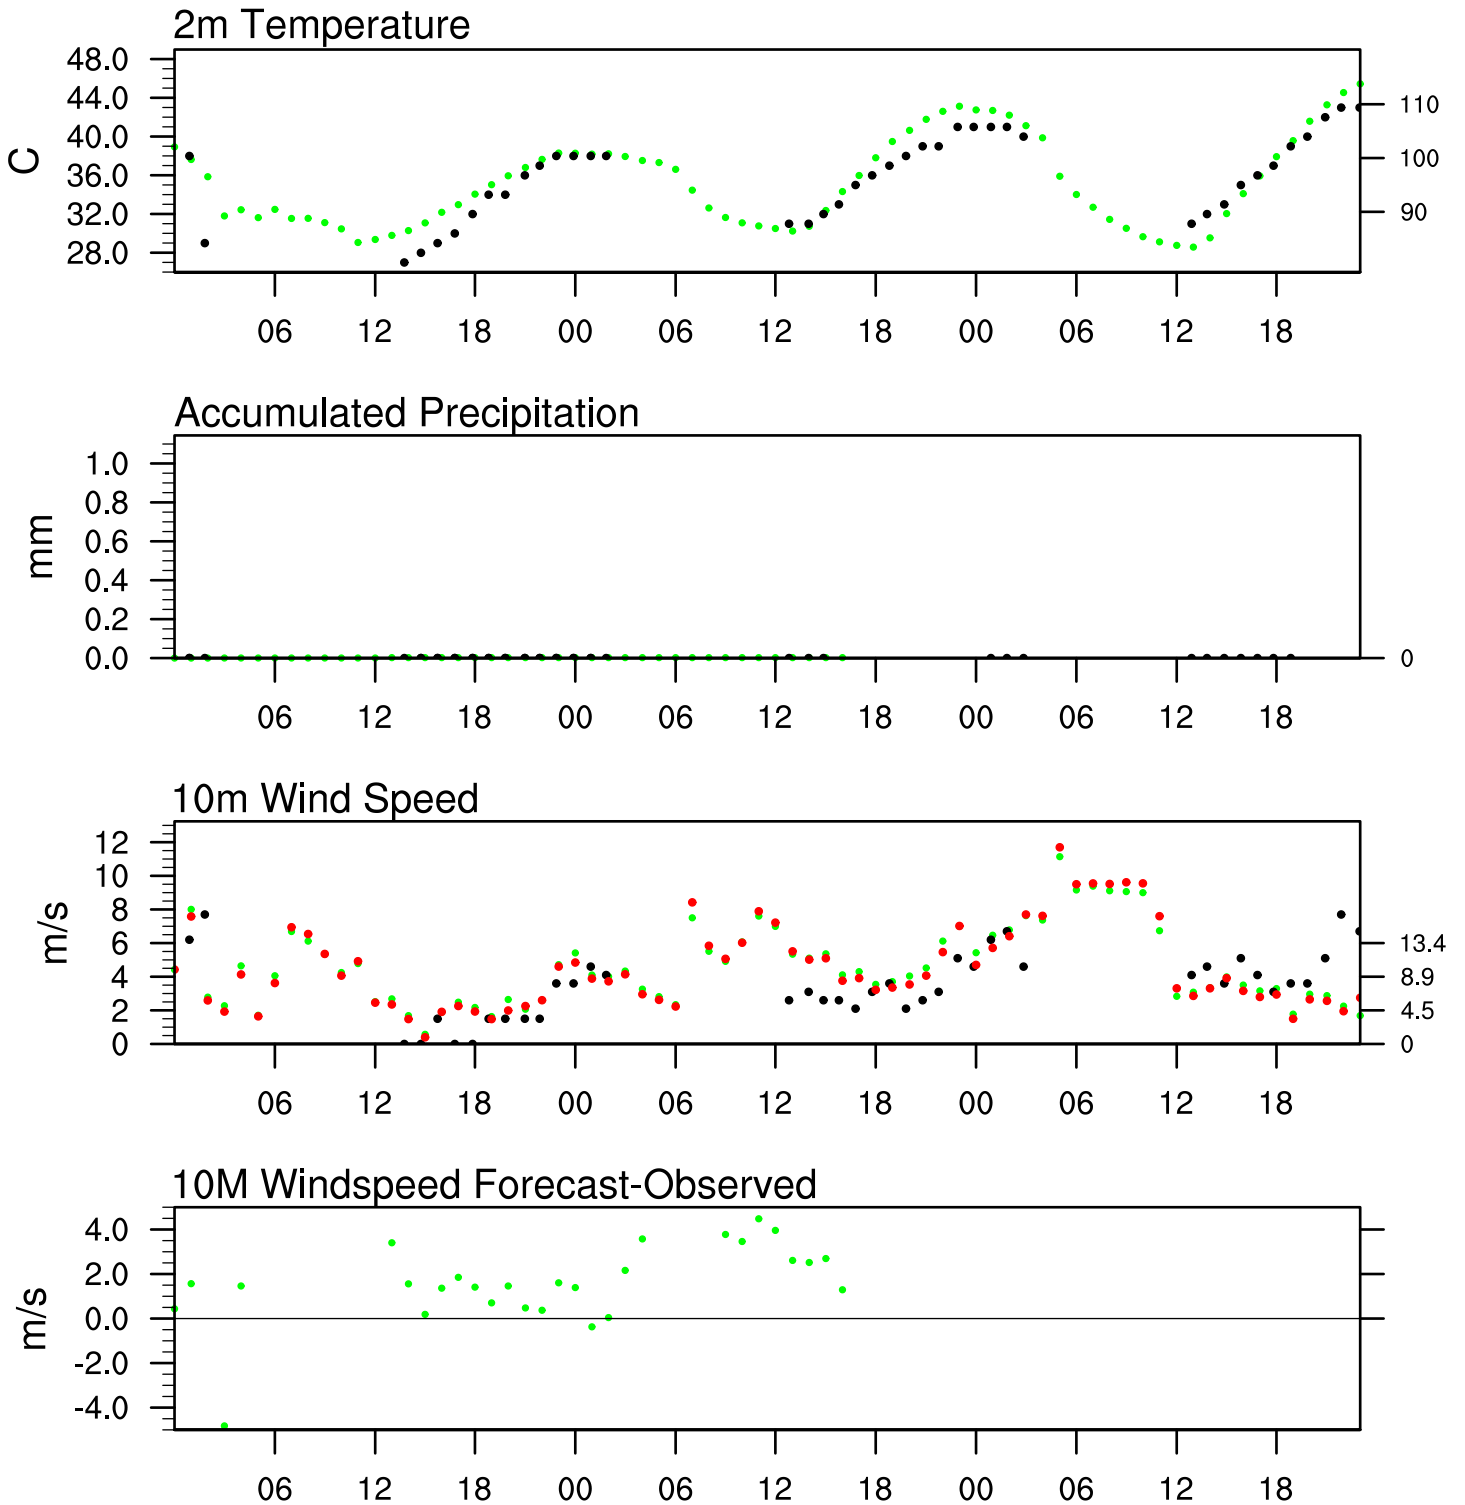 2m Temperature
48.0
44.0
40.0
36.0
32.0
28.0
C
110
100
90
06 12 18 00 06 12 18 00 06 12 18
Accumulated Precipitation
1.0
0.8
0.6
0.4
0.2
0.0
mm
0
06 12 18 00 06 12 18 00 06 12 18
10m Wind Speed
12
10
8
6
4
2
0
m/s
13.4
8.9
4.5
0
06 12 18 00 06 12 18 00 06 12 18
10M Windspeed Forecast-Observed
4.0
2.0
0.0
-2.0
-4.0
m/s
06 12 18 00 06 12 18 00 06 12 18